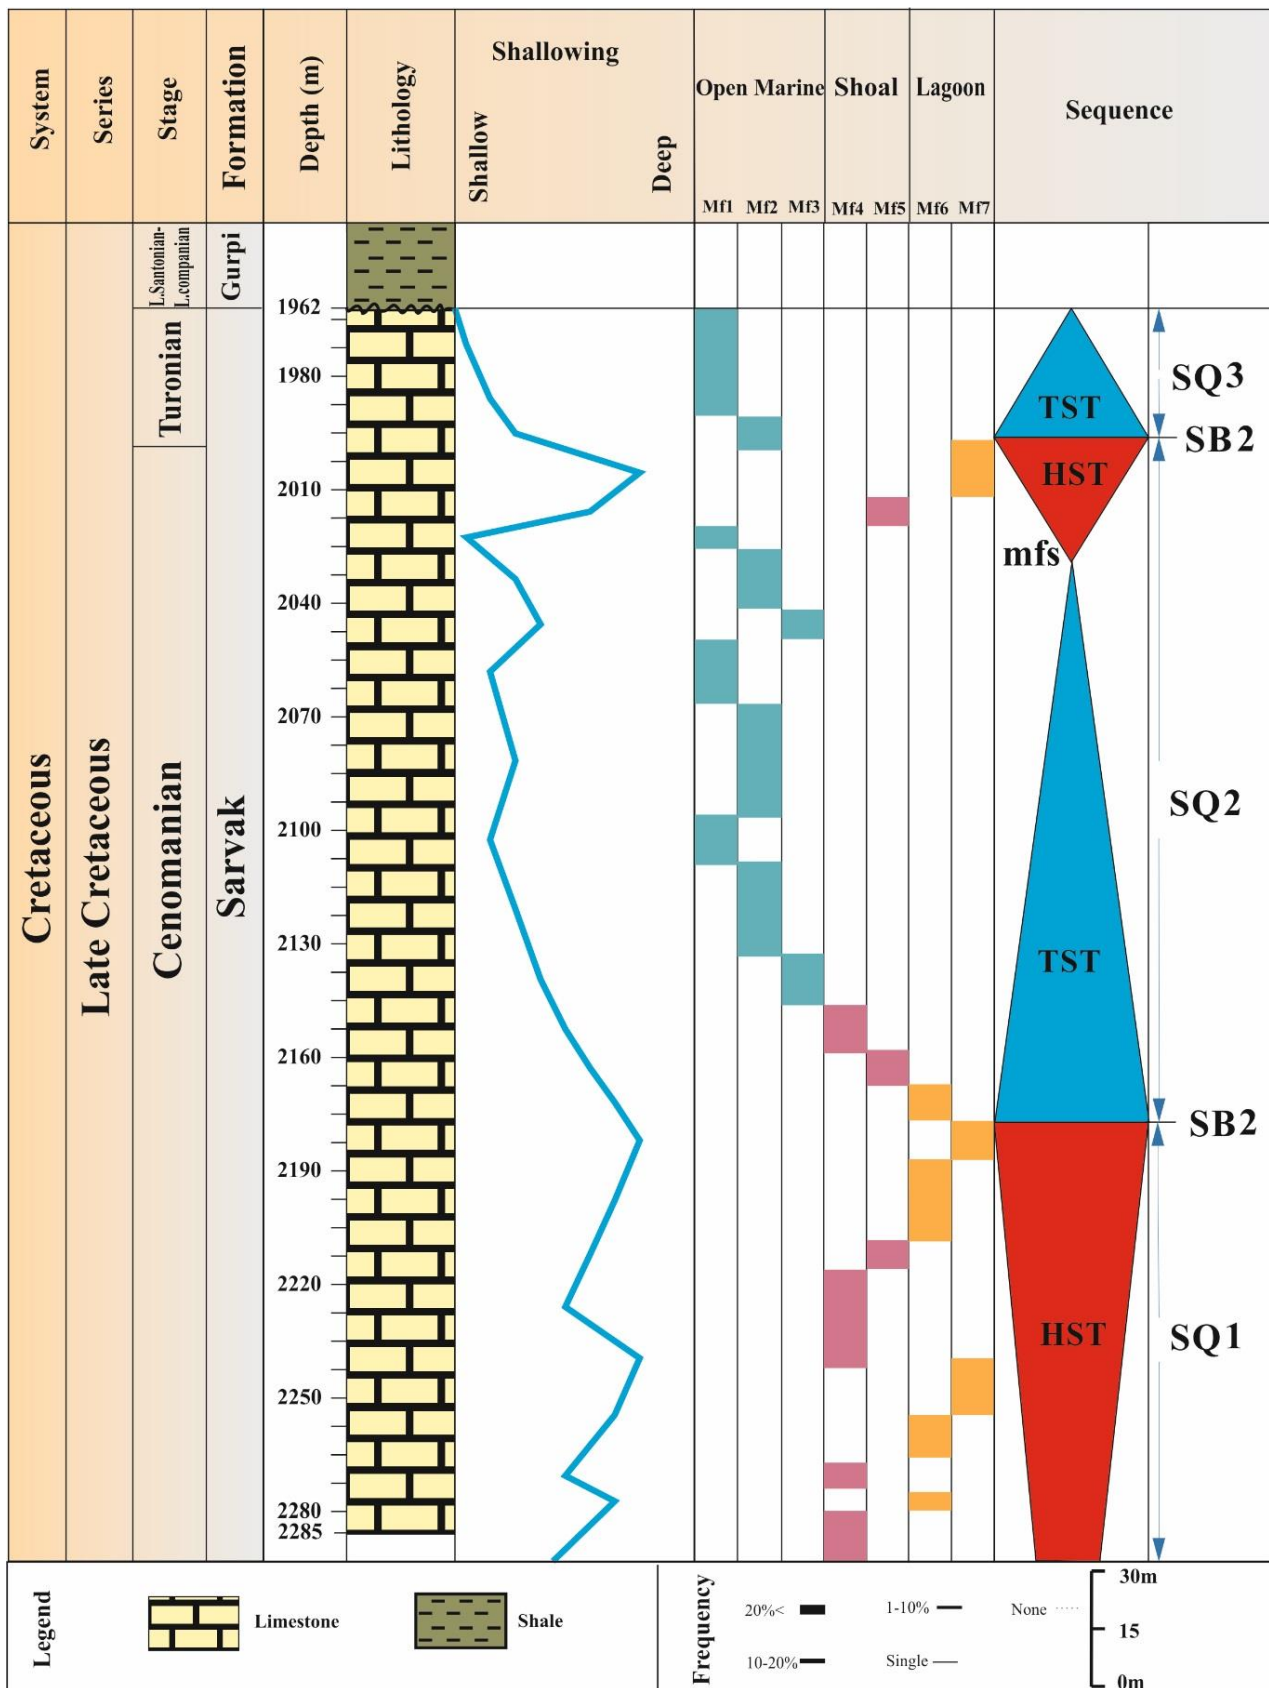 System
Series
Stage
Formation
Depth (m)
Lithology
Shallowing
Shallow
Deep
Open Marine
Shoal
Lagoon
Mf1
Mf2
Mf3
Mf4
Mf5
Mf6
Mf7
Sequence
Cretaceous
Late Cretaceous
L.Santonian-
L.companian
Turonian
Cenomanian
Gurpi
Sarvak
1962
1980
2010
2040
2070
2100
2130
2160
2190
2220
2250
2280
2285
TST
SQ3
SB2
HST
mfs
SQ2
TST
SB2
HST
SQ1
Legend
Limestone
Shale
Frequency
20%<
1-10%
None
10-20%
Single
30m
15
0m